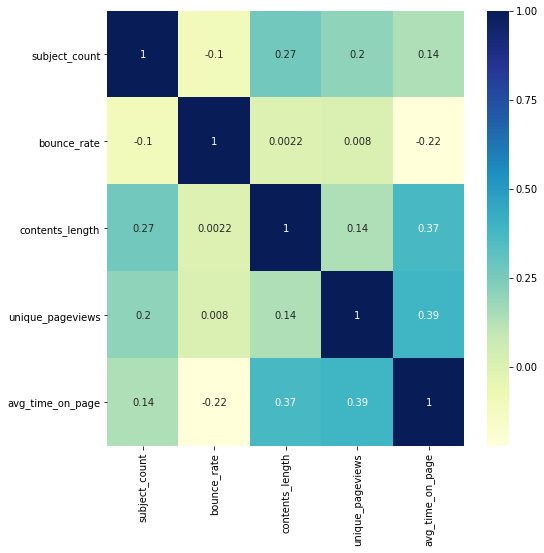 subject_count 1 -0.1 0.27 0.2 0.14
bounce_rate -0.1 1 0.0022 0.008 -0.22
contents_length 0.27 0.0022 1 0.14 0.37
unique_pageviews 0.2 0.008 0.14 1 0.39
avg_time_on_page 0.14 -0.22 0.37 0.39 1
subject_count
bounce_rate
contents_length
unique_pageviews
avg_time_on_page
1.00
0.75
0.50
0.25
0.00